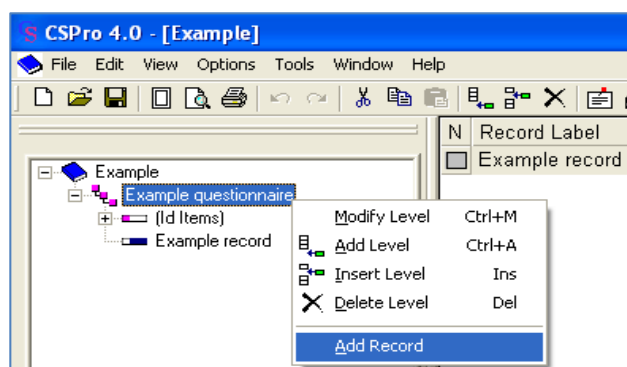 CSPro 4.0 - [Example]
File Edit View Options Tools Window Help
N Record Label
Example record
Example
Example questionnaire
(Id Items)
Example record
Modify Level Ctrl+M
Add Level Ctrl+A
Insert Level Ins
Delete Level Del
Add Record